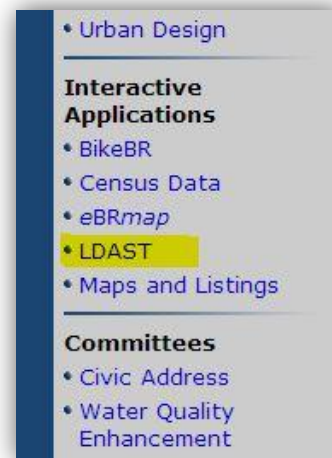 • Urban Design
Interactive
Applications
• BikeBR
• Census Data
• eBRmap
• LDAST
• Maps and Listings
Committees
• Civic Address
• Water Quality
Enhancement